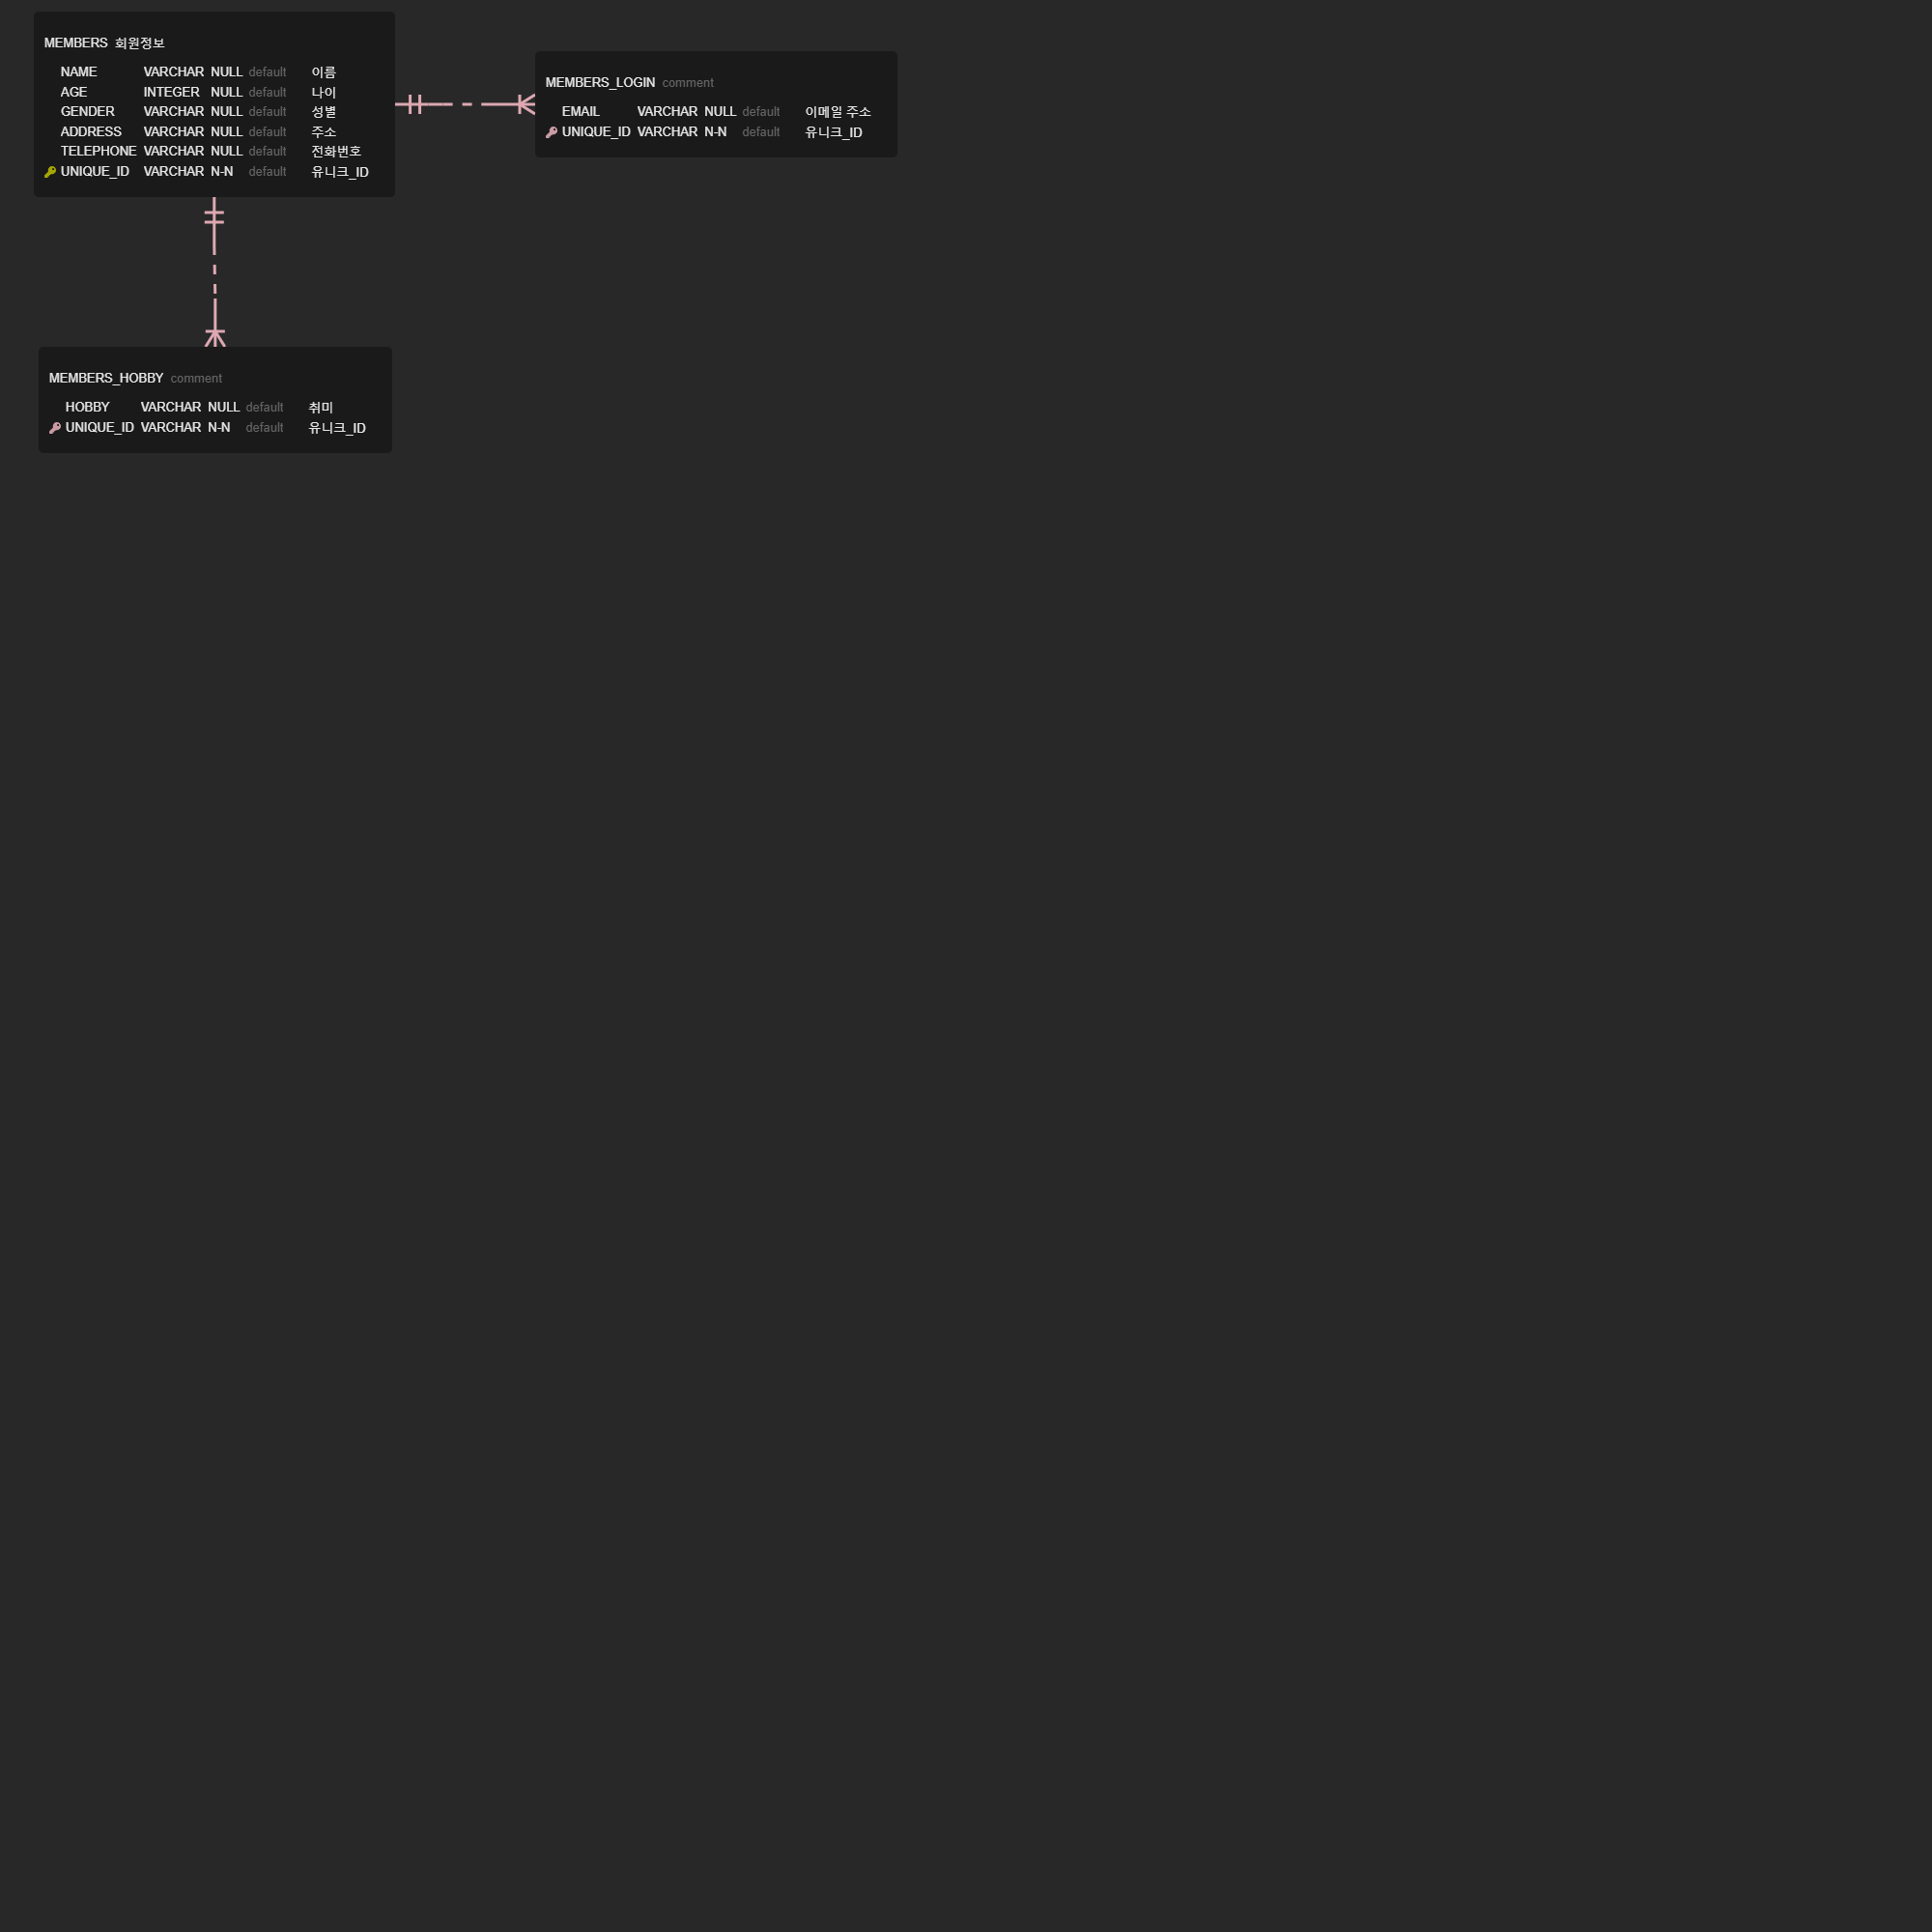 MEMBERS 회원정보
NAME VARCHAR NULL default 이름
AGE INTEGER NULL default 나이
GENDER VARCHAR NULL default 성별
ADDRESS VARCHAR NULL default 주소
TELEPHONE VARCHAR NULL default 전화번호
UNIQUE_ID VARCHAR N-N default 유니크_ID
MEMBERS_LOGIN comment
EMAIL VARCHAR NULL default 이메일 주소
UNIQUE_ID VARCHAR N-N default 유니크_ID
MEMBERS_HOBBY comment
HOBBY VARCHAR NULL default 취미
UNIQUE_ID VARCHAR N-N default 유니크_ID